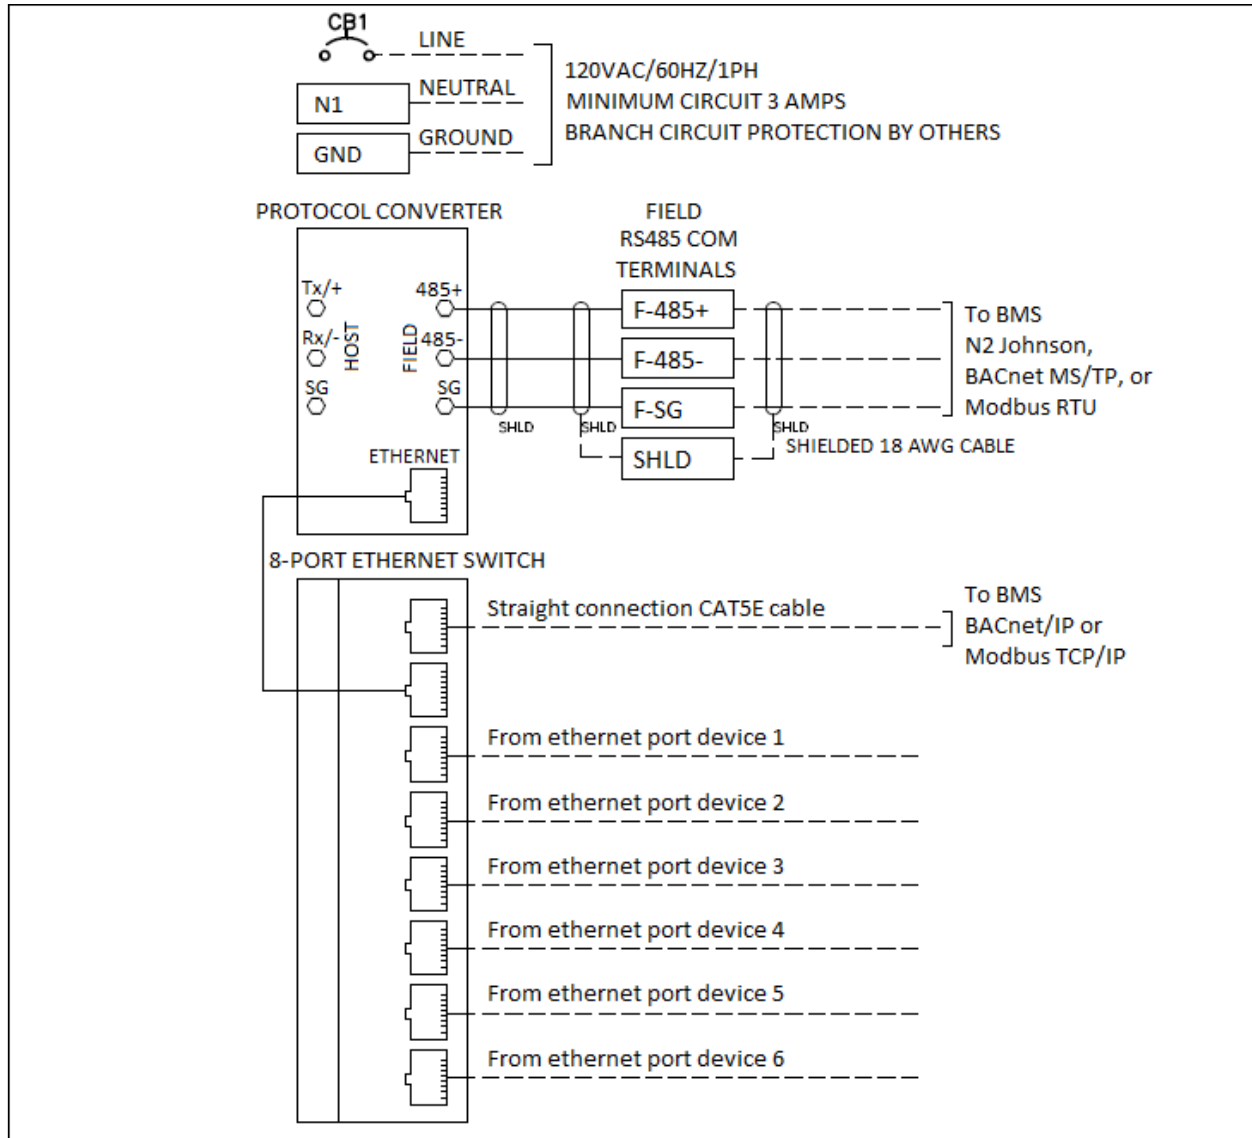 CB1
LINE
N1
NEUTRAL
GND
GROUND
120VAC/60HZ/1PH
MINIMUM CIRCUIT 3 AMPS
BRANCH CIRCUIT PROTECTION BY OTHERS
PROTOCOL CONVERTER
Tx/+
Rx/-
SG
HOST
FIELD
485+
485-
SG
ETHERNET
FIELD
RS485 COM
TERMINALS
F-485+
F-485-
F-SG
SHLD
SHLD
SHLD
SHLD
SHIELDED 18 AWG CABLE
To BMS
N2 Johnson,
BACnet MS/TP, or
Modbus RTU
8-PORT ETHERNET SWITCH
Straight connection CAT5E cable
To BMS
BACnet/IP or
Modbus TCP/IP
From ethernet port device 1
From ethernet port device 2
From ethernet port device 3
From ethernet port device 4
From ethernet port device 5
From ethernet port device 6